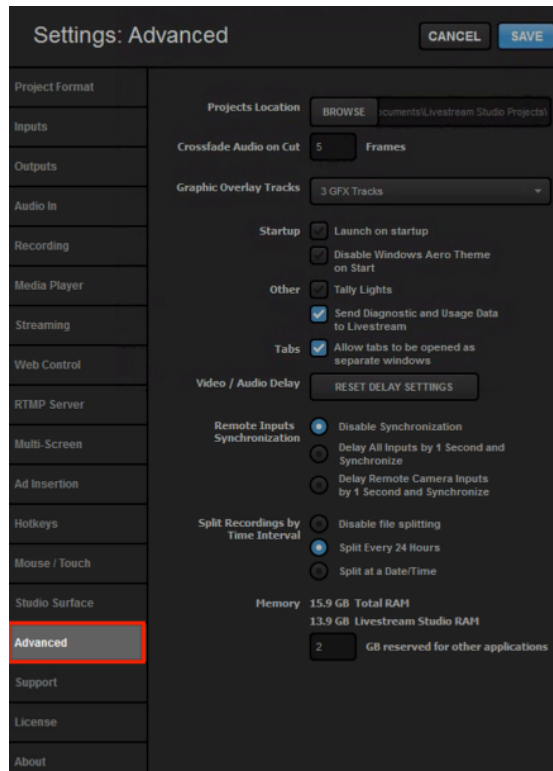 Settings: Advanced
CANCEL
SAVE
Project Format
Inputs
Outputs
Audio In
Recording
Media Player
Streaming
Web Control
RTMP Server
Multi-Screen
Ad Insertion
Hotkeys
Mouse / Touch
Studio Surface
Advanced
Support
License
About
Projects Location
BROWSE
ocuments\Livestream Studio Projects\
Crossfade Audio on Cut
5
Frames
Graphic Overlay Tracks
3 GFX Tracks
Startup
Launch on startup
Disable Windows Aero Theme
on Start
Other
Tally Lights
Send Diagnostic and Usage Data
to Livestream
Tabs
Allow tabs to be opened as
separate windows
Video / Audio Delay
RESET DELAY SETTINGS
Remote Inputs
Synchronization
Disable Synchronization
Delay All Inputs by 1 Second and
Synchronize
Delay Remote Camera Inputs
by 1 Second and Synchronize
Split Recordings by
Time Interval
Disable file splitting
Split Every 24 Hours
Split at a Date/Time
Memory
15.9 GB Total RAM
13.9 GB Livestream Studio RAM
2
GB reserved for other applications